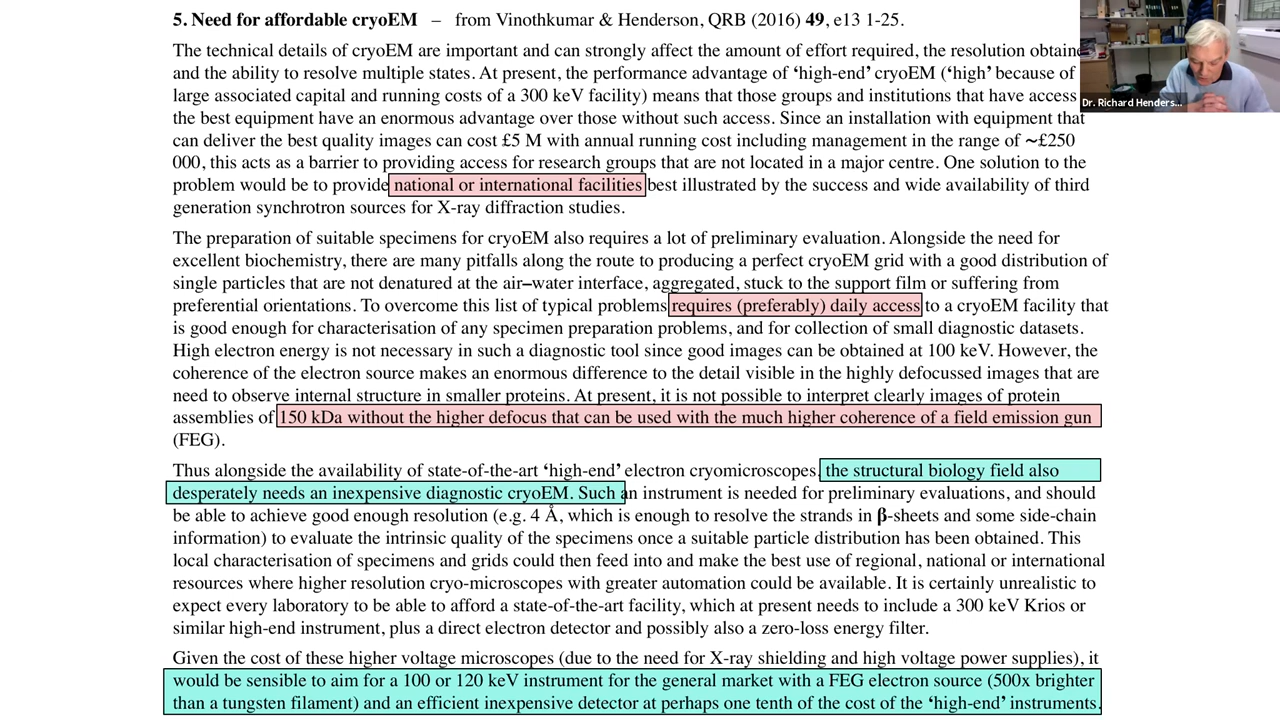 5. Need for affordable cryoEM – from Vinothkumar & Henderson, QRB (2016) 49, e13 1-25.
The technical details of cryoEM are important and can strongly affect the amount of effort required, the resolution obtaine
and the ability to resolve multiple states. At present, the performance advantage of ‘high-end’ cryoEM (‘high’ because of
large associated capital and running costs of a 300 keV facility) means that those groups and institutions that have access
the best equipment have an enormous advantage over those without such access. Since an installation with equipment that
can deliver the best quality images can cost £5 M with annual running cost including management in the range of ~£250
000, this acts as a barrier to providing access for research groups that are not located in a major centre. One solution to the
problem would be to provide national or international facilities best illustrated by the success and wide availability of third
generation synchrotron sources for X-ray diffraction studies.
The preparation of suitable specimens for cryoEM also requires a lot of preliminary evaluation. Alongside the need for
excellent biochemistry, there are many pitfalls along the route to producing a perfect cryoEM grid with a good distribution of
single particles that are not denatured at the air–water interface, aggregated, stuck to the support film or suffering from
preferential orientations. To overcome this list of typical problems requires (preferably) daily access to a cryoEM facility that
is good enough for characterisation of any specimen preparation problems, and for collection of small diagnostic datasets.
High electron energy is not necessary in such a diagnostic tool since good images can be obtained at 100 keV. However, the
coherence of the electron source makes an enormous difference to the detail visible in the highly defocussed images that are
need to observe internal structure in smaller proteins. At present, it is not possible to interpret clearly images of protein
assemblies of 150 kDa without the higher defocus that can be used with the much higher coherence of a field emission gun
(FEG).
Thus alongside the availability of state-of-the-art ‘high-end’ electron cryomicroscopes, the structural biology field also
desperately needs an inexpensive diagnostic cryoEM. Such an instrument is needed for preliminary evaluations, and should
be able to achieve good enough resolution (e.g. 4 Å, which is enough to resolve the strands in β-sheets and some side-chain
information) to evaluate the intrinsic quality of the specimens once a suitable particle distribution has been obtained. This
local characterisation of specimens and grids could then feed into and make the best use of regional, national or international
resources where higher resolution cryo-microscopes with greater automation could be available. It is certainly unrealistic to
expect every laboratory to be able to afford a state-of-the-art facility, which at present needs to include a 300 keV Krios or
similar high-end instrument, plus a direct electron detector and possibly also a zero-loss energy filter.
Given the cost of these higher voltage microscopes (due to the need for X-ray shielding and high voltage power supplies), it
would be sensible to aim for a 100 or 120 keV instrument for the general market with a FEG electron source (500x brighter
than a tungsten filament) and an efficient inexpensive detector at perhaps one tenth of the cost of the ‘high-end’ instruments.
Dr. Richard Henders...